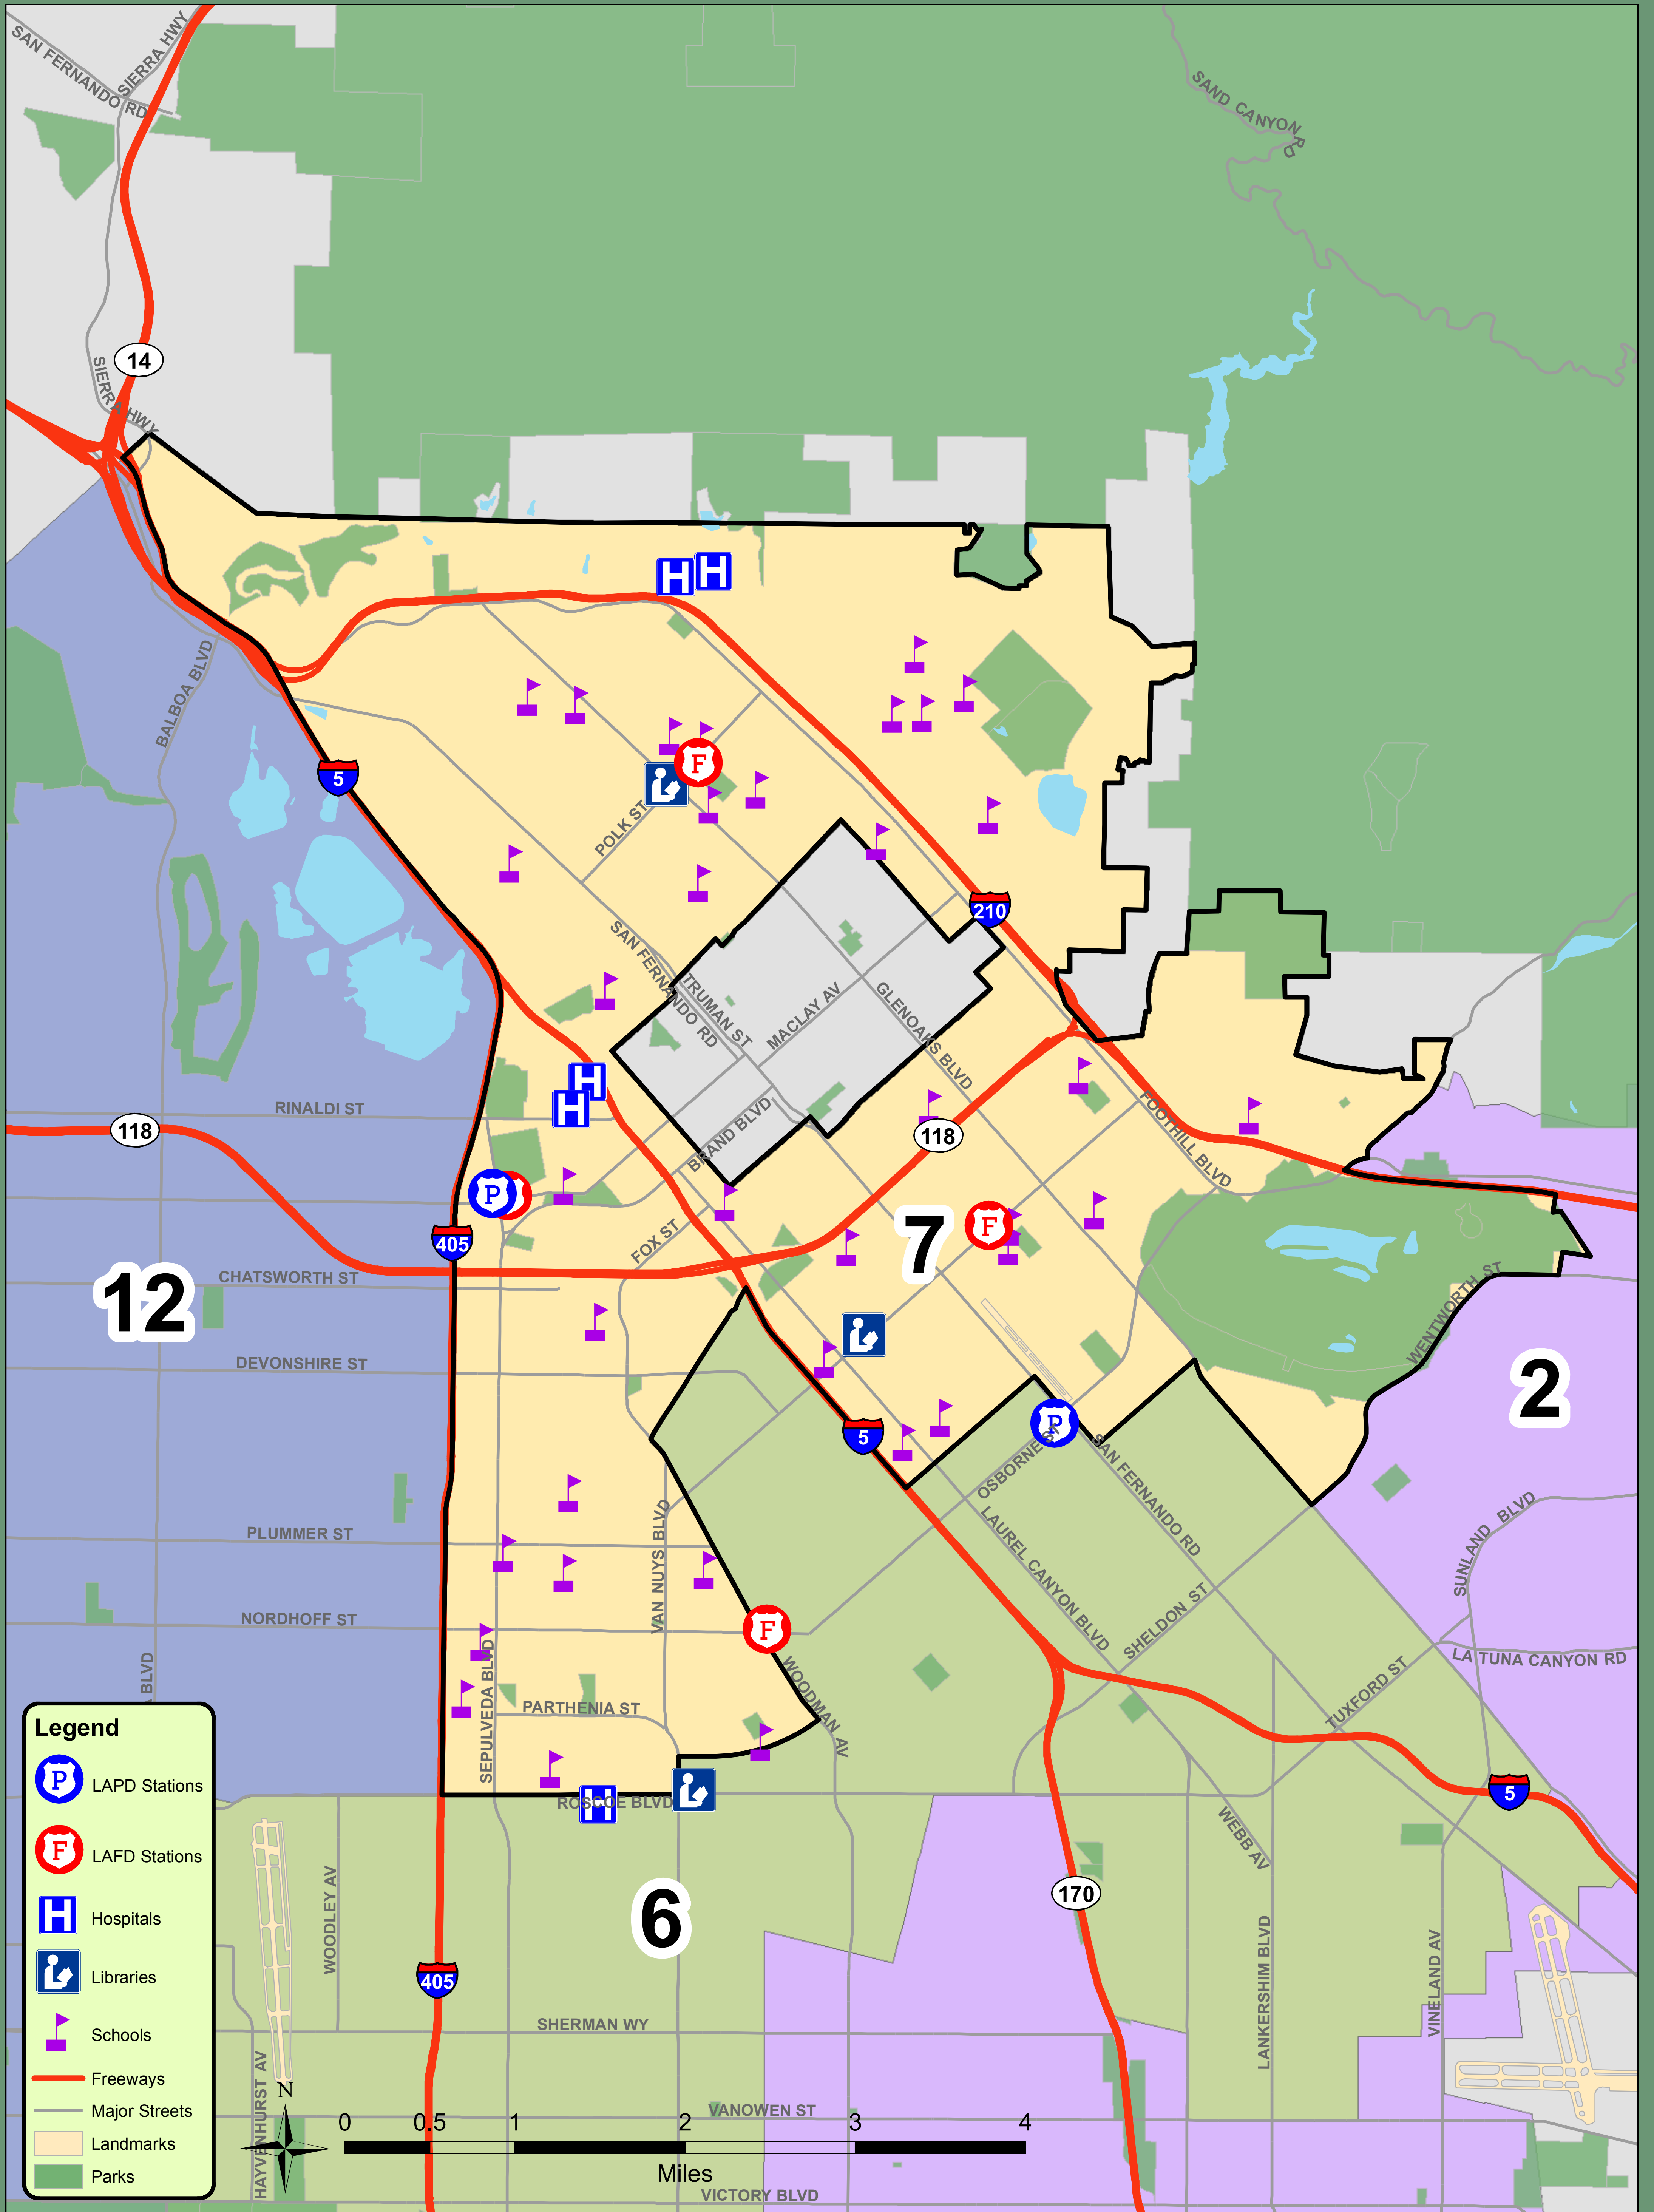 SIERRA HWY
SAN FERNANDO RD
SAND CANYON RD
14
SIERRA HWY
BALBOA BLVD
5
H
H
F
POLK ST
210
SAN FERNANDO RD
TRUMAN ST
MACLAY AV
GLENOAKS BLVD
H
H
RINALDI ST
118
118
BRAND BLVD
FOOTHILL BLVD
P
405
FOX ST
7
F
12
CHATSWORTH ST
WENTWORTH ST
DEVONSHIRE ST
2
5
P
OSBORNE ST
SAN FERNANDO RD
PLUMMER ST
VAN NUYS BLVD
LAUREL CANYON BLVD
SUNLAND BLVD
NORDHOFF ST
F
SHELDON ST
LA TUNA CANYON RD
BLVD
SEPULVEDA BLVD
WOODMAN AV
TUXFORD ST
PARTHENIA ST
ROSCOE BLVD
H
5
WEBB AV
6
170
WOODLEY AV
405
LANKERSHIM BLVD
VINELAND AV
SHERMAN WY
HAYVENHURST AV
VANOWEN ST
VICTORY BLVD
Legend
P LAPD Stations
F LAFD Stations
H Hospitals
Libraries
Schools
Freeways
Major Streets
Landmarks
Parks
N
0 0.5 1 2 3 4
Miles